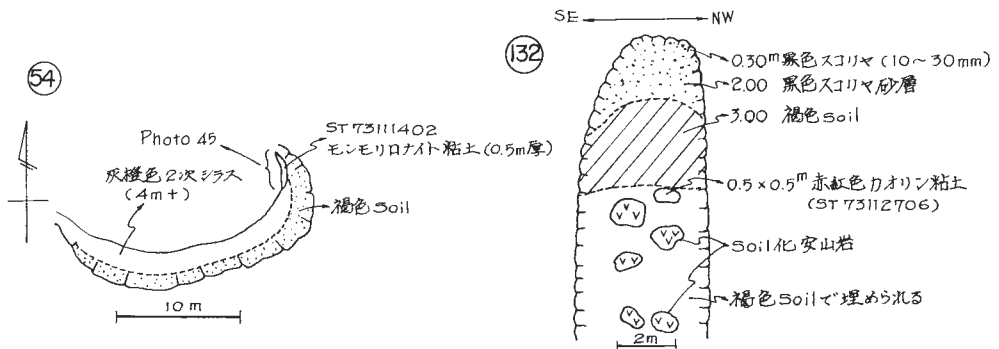 54
Photo 45
ST 73111402
モンモリロナイト粘土(0.5m厚)
灰橙色2次シラス
(4m+)
褐色Soil
10 m
132
SE NW
0.30m黒色スコリヤ(10~30mm)
2.00 黒色スコリヤ砂層
3.00 褐色Soil
0.5×0.5m赤紅色カオリン粘土
(ST 73112706)
Soil化安山岩
褐色Soilで埋められる
2m